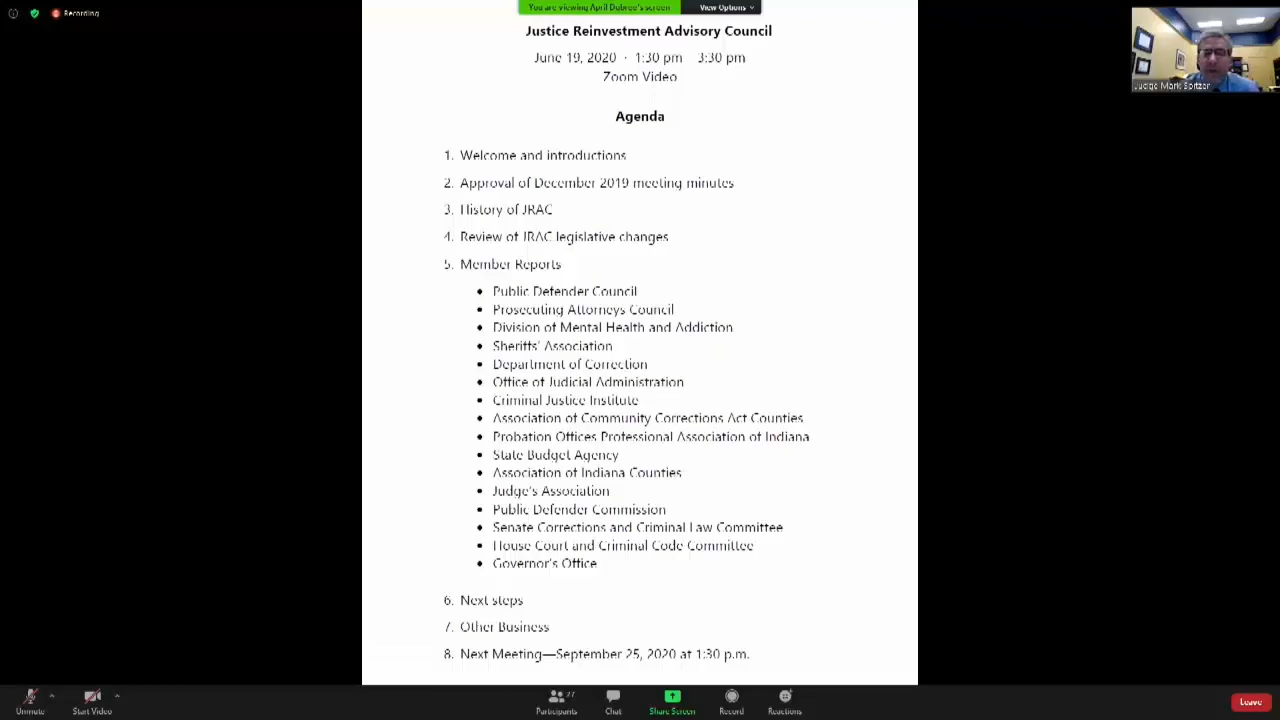 Recording
You are viewing April Dubree's screen
View Options
Justice Reinvestment Advisory Council
June 19, 2020 · 1:30 pm 3:30 pm
Zoom Video
Agenda
1. Welcome and introductions
2. Approval of December 2019 meeting minutes
3. History of JRAC
4. Review of JRAC legislative changes
5. Member Reports
• Public Defender Council
• Prosecuting Attorneys Council
• Division of Mental Health and Addiction
• Sheriffs' Association
• Department of Correction
• Office of Judicial Administration
• Criminal Justice Institute
• Association of Community Corrections Act Counties
• Probation Offices Professional Association of Indiana
• State Budget Agency
• Association of Indiana Counties
• Judge's Association
• Public Defender Commission
• Senate Corrections and Criminal Law Committee
• House Court and Criminal Code Committee
• Governor's Office
6. Next steps
7. Other Business
8. Next Meeting—September 25, 2020 at 1:30 p.m.
Judge Mark Spitzer
Unmute
Start Video
27
Participants
Chat
Share Screen
Record
Reactions
Leave